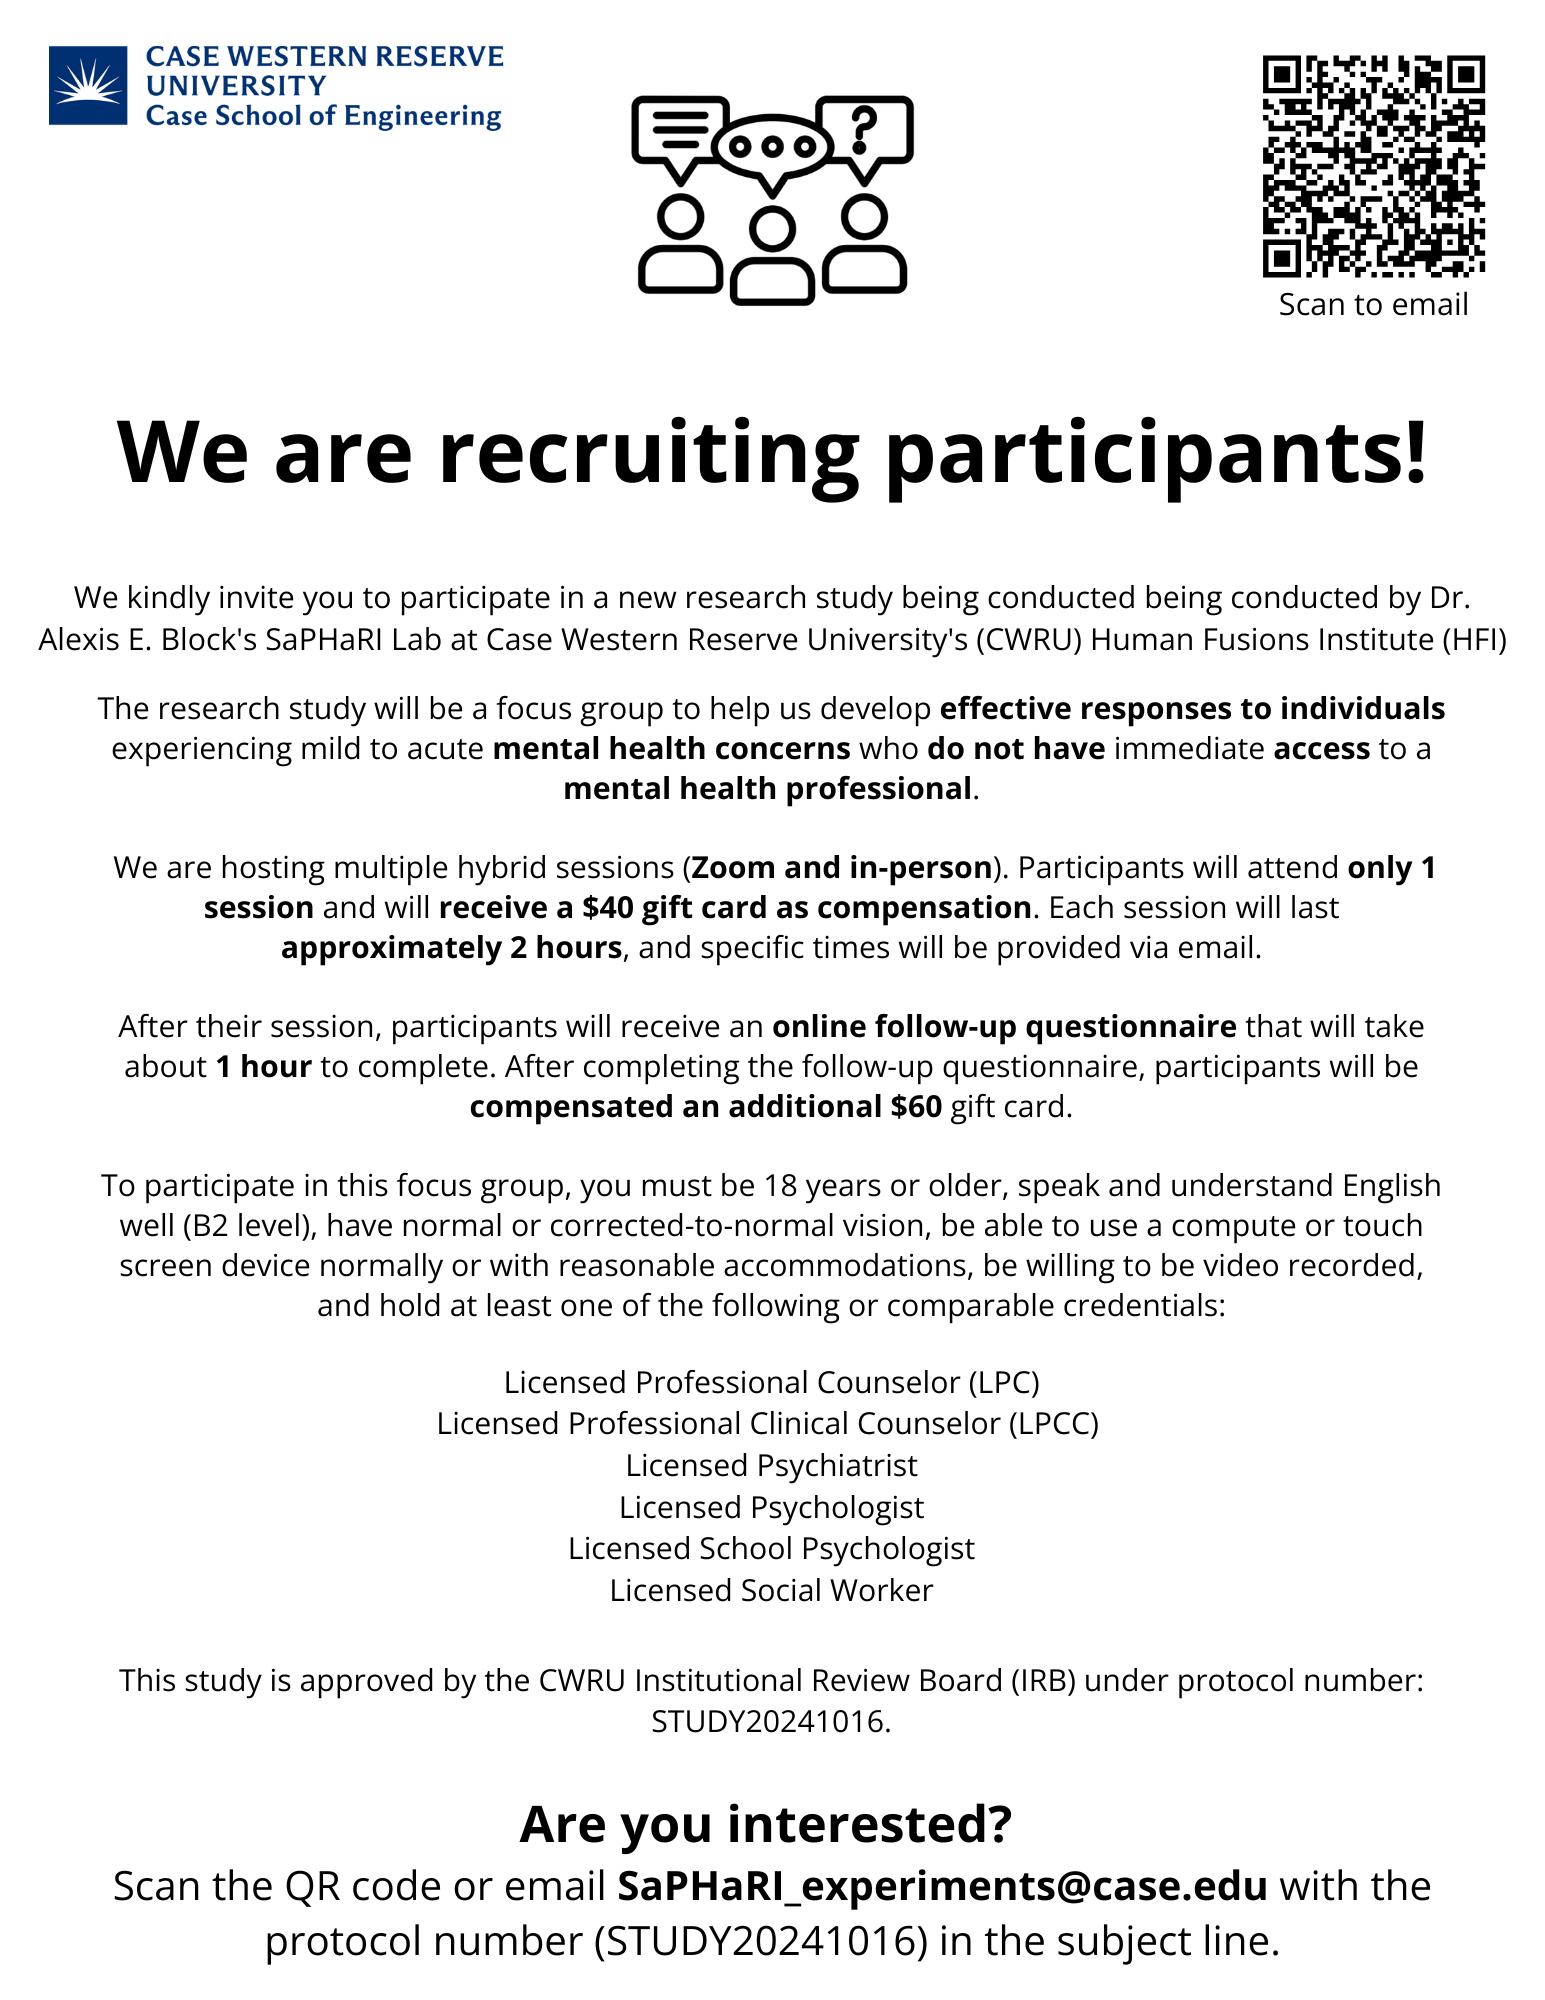 CASE WESTERN RESERVE
UNIVERSITY
Case School of Engineering
?
Scan to email
We are recruiting participants!
We kindly invite you to participate in a new research study being conducted being conducted by Dr.
Alexis E. Block's SaPHaRI Lab at Case Western Reserve University's (CWRU) Human Fusions Institute (HFI)
The research study will be a focus group to help us develop effective responses to individuals
experiencing mild to acute mental health concerns who do not have immediate access to a
mental health professional.
We are hosting multiple hybrid sessions (Zoom and in-person). Participants will attend only 1
session and will receive a $40 gift card as compensation. Each session will last
approximately 2 hours, and specific times will be provided via email.
After their session, participants will receive an online follow-up questionnaire that will take
about 1 hour to complete. After completing the follow-up questionnaire, participants will be
compensated an additional $60 gift card.
To participate in this focus group, you must be 18 years or older, speak and understand English
well (B2 level), have normal or corrected-to-normal vision, be able to use a compute or touch
screen device normally or with reasonable accommodations, be willing to be video recorded,
and hold at least one of the following or comparable credentials:
Licensed Professional Counselor (LPC)
Licensed Professional Clinical Counselor (LPCC)
Licensed Psychiatrist
Licensed Psychologist
Licensed School Psychologist
Licensed Social Worker
This study is approved by the CWRU Institutional Review Board (IRB) under protocol number:
STUDY20241016.
Are you interested?
Scan the QR code or email SaPHaRI_experiments@case.edu with the
protocol number (STUDY20241016) in the subject line.